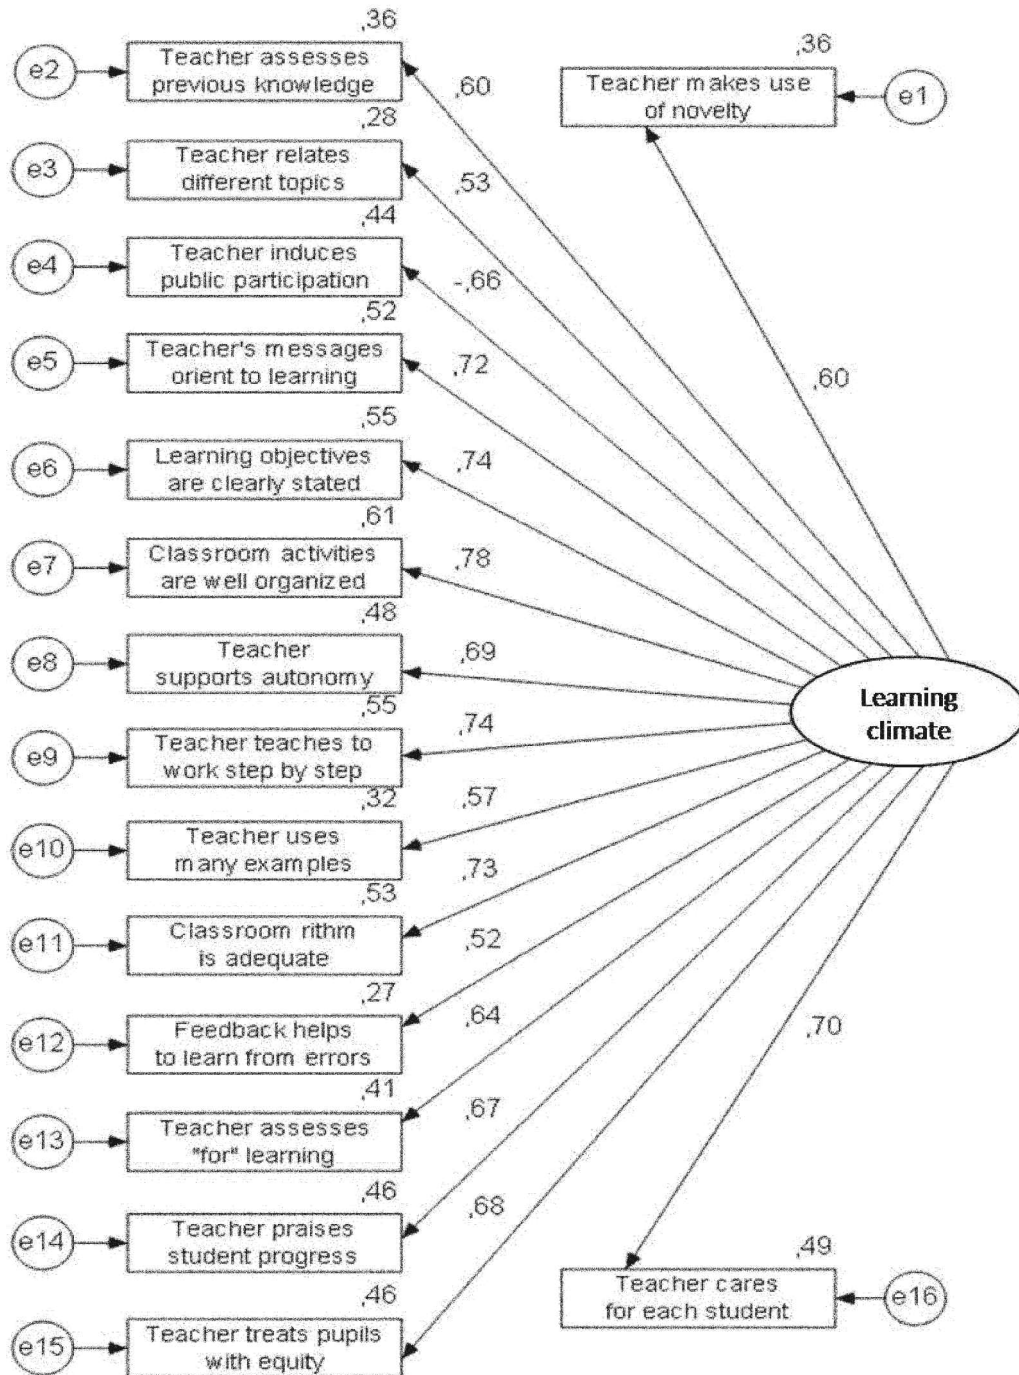 ,36
e2
Teacher assesses
previous knowledge
,60
,36
Teacher makes use
of novelty
e1
,28
e3
Teacher relates
different topics
,53
,44
e4
Teacher induces
public participation
-,66
,52
e5
Teacher's messages
orient to learning
,72
,60
,55
e6
Learning objectives
are clearly stated
,74
,61
e7
Classroom activities
are well organized
,78
,48
e8
Teacher
supports autonomy
,69
Learning
climate
,55
e9
Teacher teaches to
work step by step
,74
,32
e10
Teacher uses
many examples
,57
,53
e11
Classroom rithm
is adequate
,73
,27
e12
Feedback helps
to learn from errors
,52
,41
e13
Teacher assesses
"for" learning
,64
,70
,46
e14
Teacher praises
student progress
,67
,46
e15
Teacher treats pupils
with equity
,68
,49
Teacher cares
for each student
e16